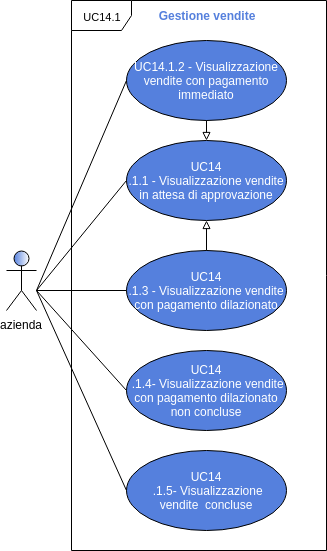 UC14.1
Gestione vendite
UC14.1.2 - Visualizzazione
vendite con pagamento
immediato
UC14
.1.1 - Visualizzazione vendite
in attesa di approvazione
UC14
.1.3 - Visualizzazione vendite
con pagamento dilazionato
azienda
UC14
.1.4- Visualizzazione vendite
con pagamento dilazionato
non concluse
UC14
.1.5- Visualizzazione
vendite concluse